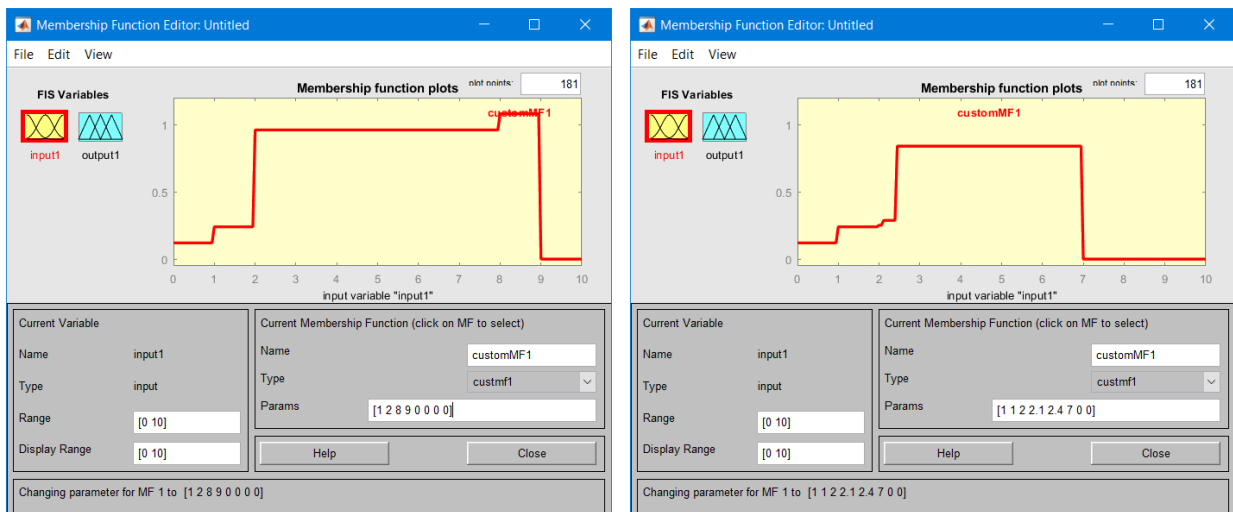 Membership Function Editor: Untitled
File Edit View
FIS Variables
input1 output1
Membership function plots
plot points: 181
customMF1
1
0.5
0
0 1 2 3 4 5 6 7 8 9 10
input variable "input1"
Current Variable
Name input1
Type input
Range [0 10]
Display Range [0 10]
Current Membership Function (click on MF to select)
Name customMF1
Type custmf1
Params [1 2 8 9 0 0 0 0]
Help Close
Changing parameter for MF 1 to [1 2 8 9 0 0 0 0]
Membership Function Editor: Untitled
File Edit View
FIS Variables
input1 output1
Membership function plots
plot points: 181
customMF1
1
0.5
0
0 1 2 3 4 5 6 7 8 9 10
input variable "input1"
Current Variable
Name input1
Type input
Range [0 10]
Display Range [0 10]
Current Membership Function (click on MF to select)
Name customMF1
Type custmf1
Params [1 1 2 2.1 2.4 7 0 0]
Help Close
Changing parameter for MF 1 to [1 1 2 2.1 2.4 7 0 0]